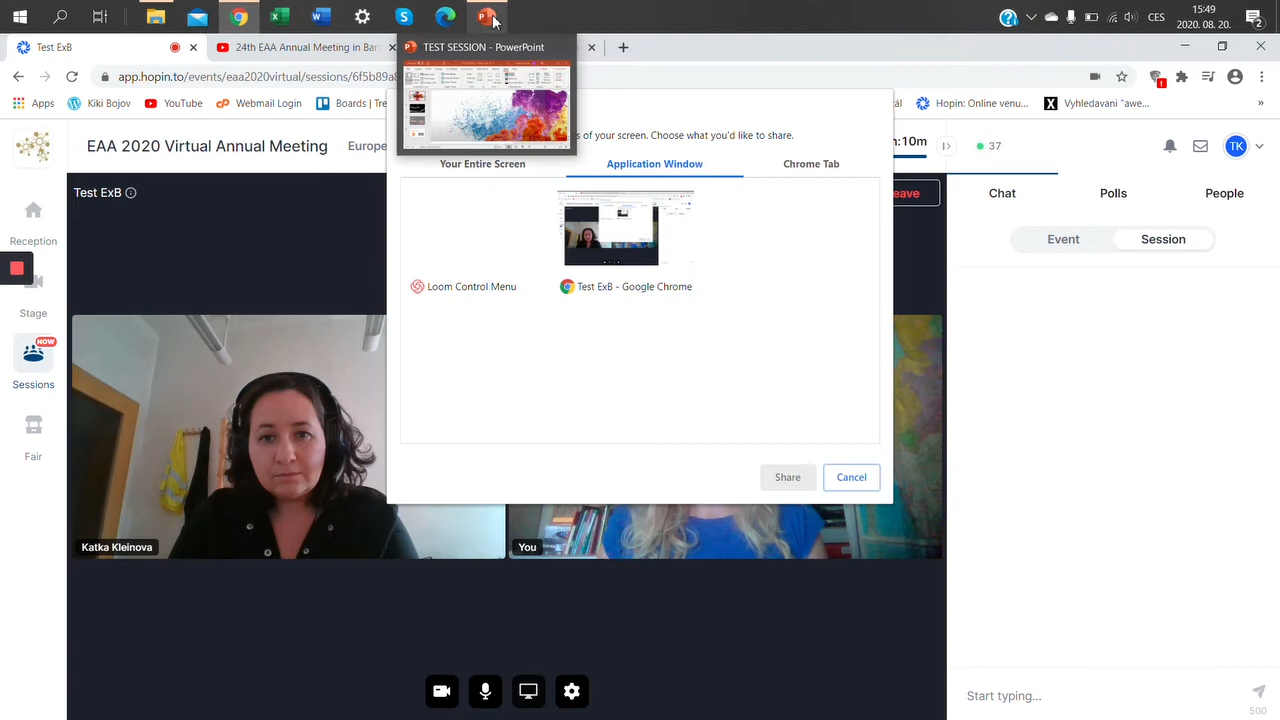 CES
15:49
2020. 08. 20.
2
Test ExB
24th EAA Annual Meeting in Barc
TEST SESSION - PowerPoint
app.hopin.to/events/eaa2020virtual/sessions/6f5b89a8
Apps
Kiki Bojov
YouTube
Webmail Login
Boards | Tre
Hopin: Online venu...
Vyhledavani "awe...
»
EAA 2020 Virtual Annual Meeting
Europe
s of your screen. Choose what you'd like to share.
h:10m
37
TK
Your Entire Screen
Application Window
Chrome Tab
Test ExB
eave
Chat
Polls
People
Reception
Event
Session
Loom Control Menu
Test ExB - Google Chrome
Stage
NOW
Sessions
Fair
Share
Cancel
Katka Kleinova
You
Start typing...
500